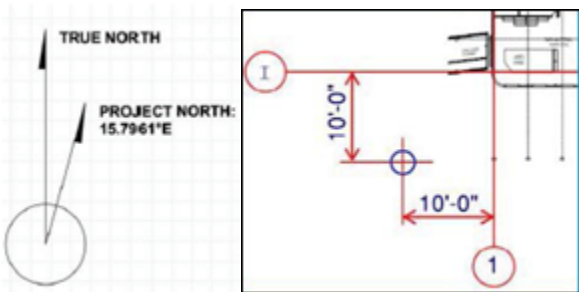 TRUE NORTH
PROJECT NORTH:
15.7961°E
I
10'-0"
10'-0"
1